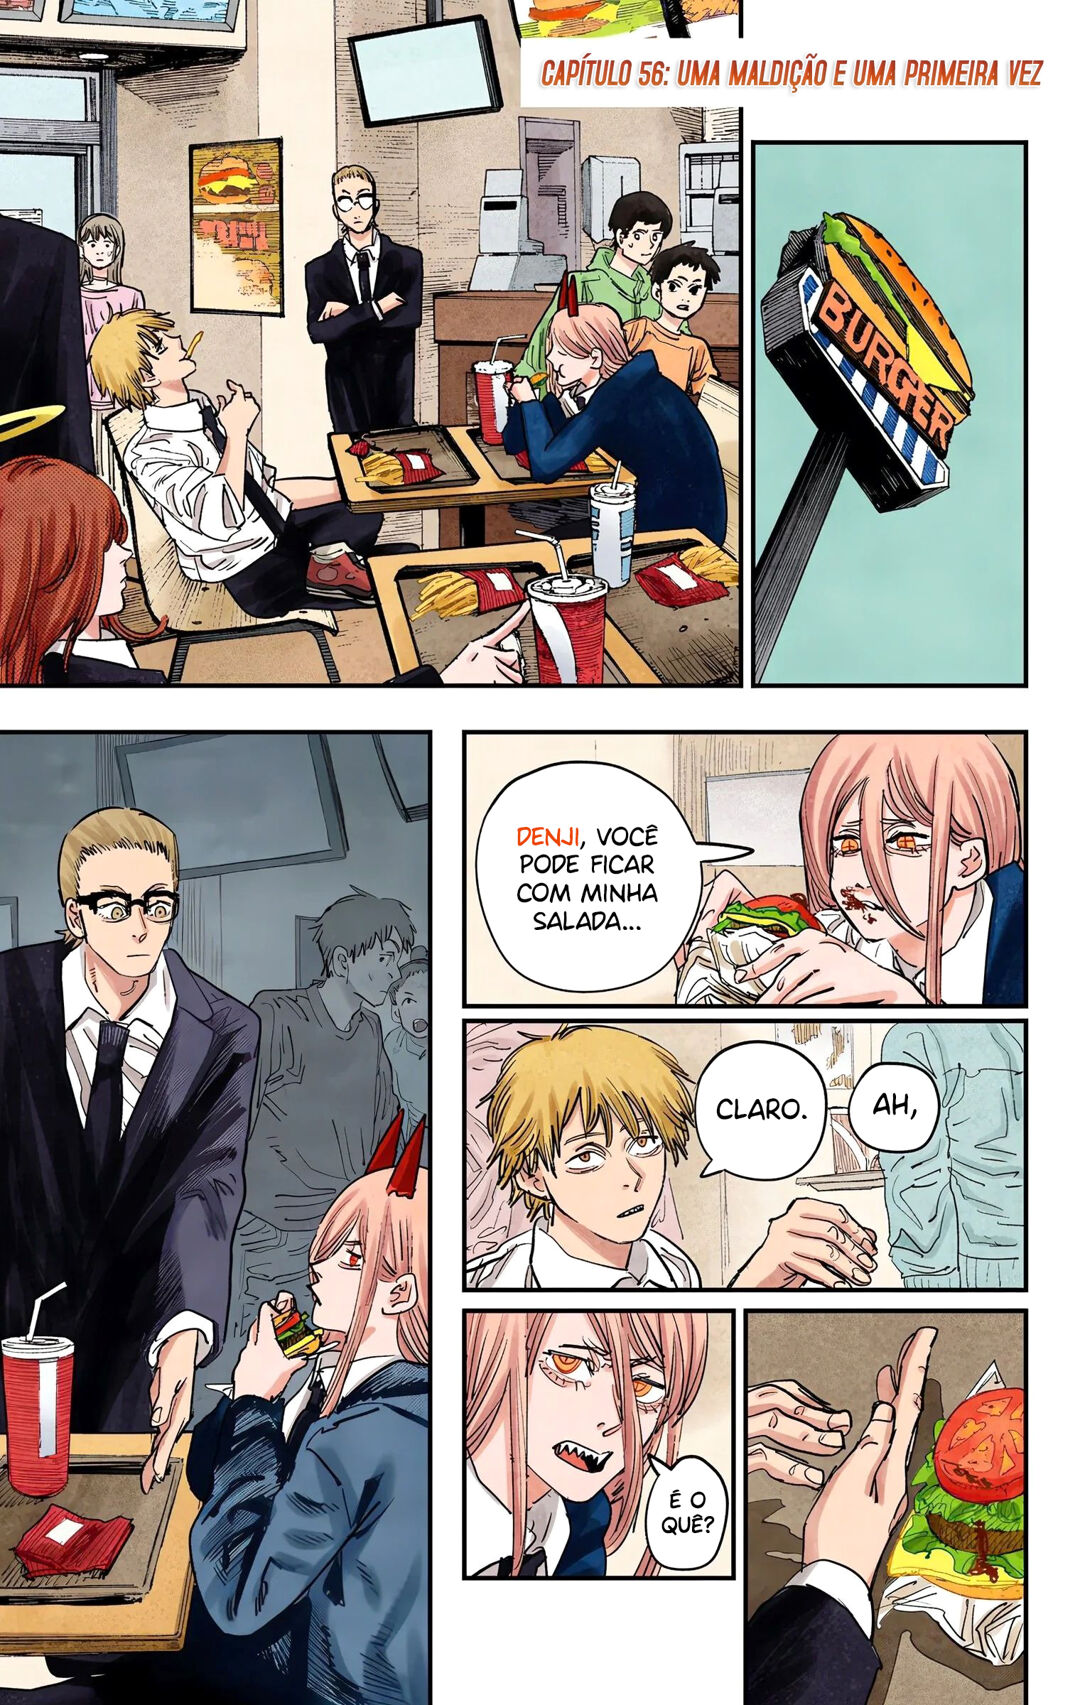 CAPÍTULO 56: UMA MALDIÇÃO E UMA PRIMEIRA VEZ
BURGER
DENJI, VOCÊ
PODE FICAR
COM MINHA
SALADA...
CLARO.
AH,
É O
QUÊ?